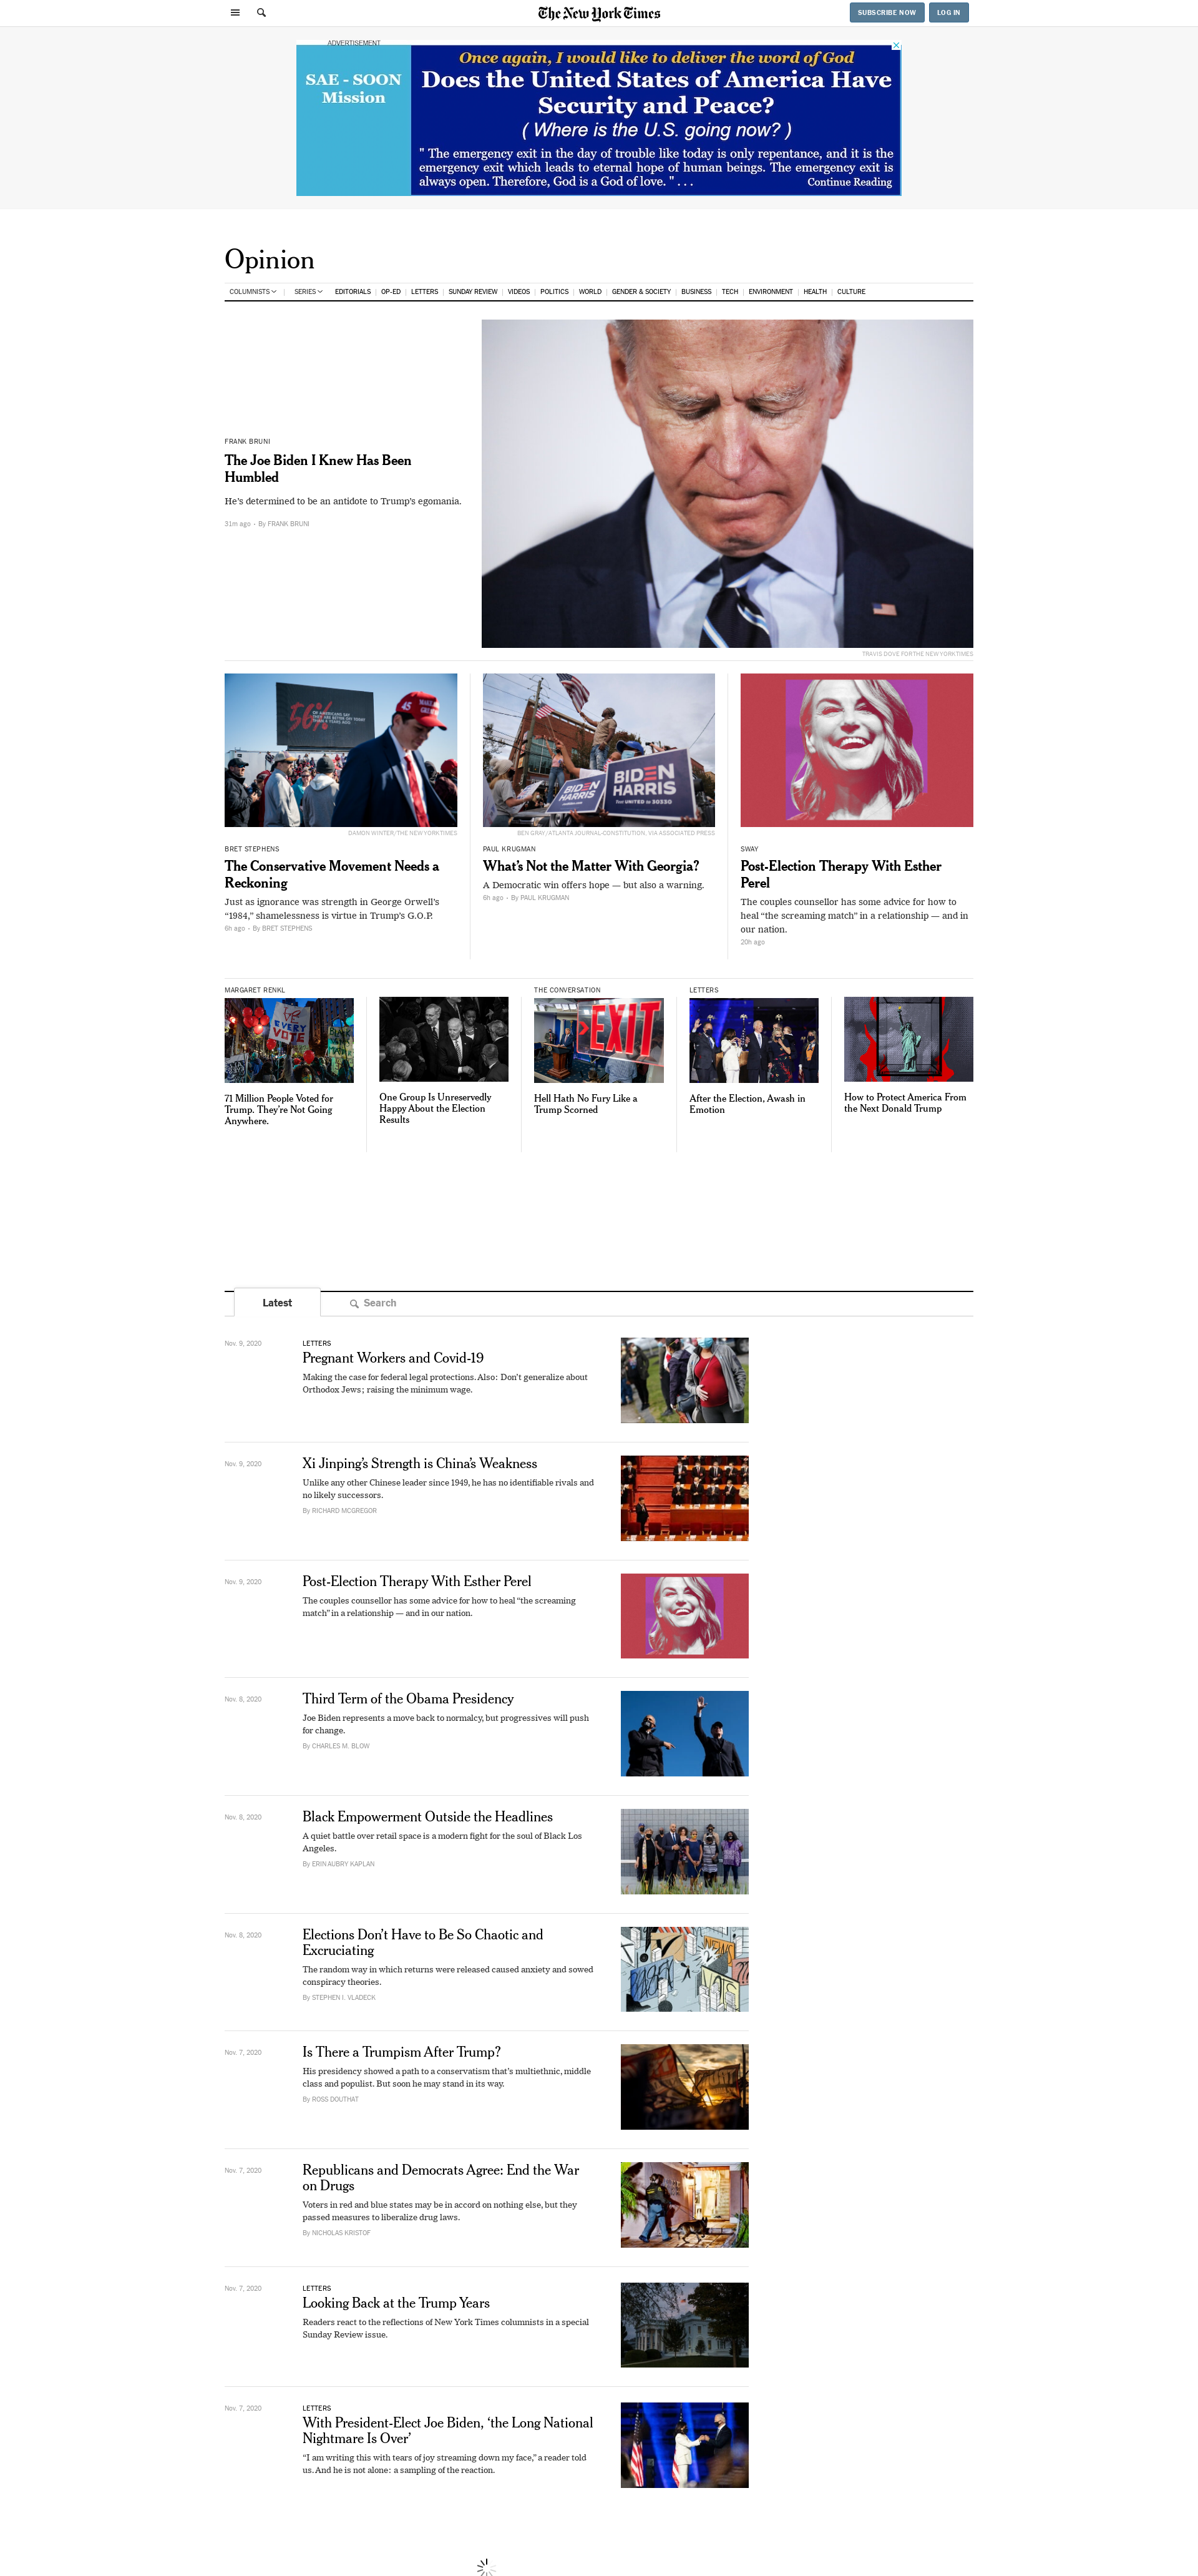 The New York Times
SUBSCRIBE NOW
LOG IN
ADVERTISEMENT
SAE - SOON
Mission
Once again, I would like to deliver the word of God
Does the United States of America Have
Security and Peace?
( Where is the U.S. going now? )
" The emergency exit in the day of trouble like today is only repentance, and it is the
emergency exit which leads to eternal hope of human beings. The emergency exit is
always open. Therefore, God is a God of love. " . . .
Continue Reading
Opinion
COLUMNISTS
SERIES
EDITORIALS
OP-ED
LETTERS
SUNDAY REVIEW
VIDEOS
POLITICS
WORLD
GENDER & SOCIETY
BUSINESS
TECH
ENVIRONMENT
HEALTH
CULTURE
FRANK BRUNI
The Joe Biden I Knew Has Been
Humbled
He’s determined to be an antidote to Trump’s egomania.
31m ago • By FRANK BRUNI
TRAVIS DOVE FOR THE NEW YORK TIMES
56%
45
BIDEN
HARRIS
BIDEN
HARRIS
Text UNITED to 30330
DAMON WINTER/THE NEW YORK TIMES
BRET STEPHENS
The Conservative Movement Needs a
Reckoning
Just as ignorance was strength in George Orwell’s
“1984,” shamelessness is virtue in Trump’s G.O.P.
6h ago • By BRET STEPHENS
BEN GRAY/ATLANTA JOURNAL-CONSTITUTION, VIA ASSOCIATED PRESS
PAUL KRUGMAN
What’s Not the Matter With Georgia?
A Democratic win offers hope — but also a warning.
6h ago • By PAUL KRUGMAN
SWAY
Post-Election Therapy With Esther
Perel
The couples counsellor has some advice for how to
heal “the screaming match” in a relationship — and in
our nation.
20h ago
MARGARET RENKL
EVERY
VOTE
71 Million People Voted for
Trump. They’re Not Going
Anywhere.
One Group Is Unreservedly
Happy About the Election
Results
THE CONVERSATION
EXIT
Hell Hath No Fury Like a
Trump Scorned
LETTERS
After the Election, Awash in
Emotion
How to Protect America From
the Next Donald Trump
Latest
Search
Nov. 9, 2020
LETTERS
Pregnant Workers and Covid-19
Making the case for federal legal protections. Also: Don’t generalize about
Orthodox Jews; raising the minimum wage.
Nov. 9, 2020
Xi Jinping’s Strength is China’s Weakness
Unlike any other Chinese leader since 1949, he has no identifiable rivals and
no likely successors.
By RICHARD MCGREGOR
Nov. 9, 2020
Post-Election Therapy With Esther Perel
The couples counsellor has some advice for how to heal “the screaming
match” in a relationship — and in our nation.
Nov. 8, 2020
Third Term of the Obama Presidency
Joe Biden represents a move back to normalcy, but progressives will push
for change.
By CHARLES M. BLOW
Nov. 8, 2020
Black Empowerment Outside the Headlines
A quiet battle over retail space is a modern fight for the soul of Black Los
Angeles.
By ERIN AUBRY KAPLAN
Nov. 8, 2020
Elections Don’t Have to Be So Chaotic and
Excruciating
The random way in which returns were released caused anxiety and sowed
conspiracy theories.
By STEPHEN I. VLADECK
Nov. 7, 2020
Is There a Trumpism After Trump?
His presidency showed a path to a conservatism that’s multiethnic, middle
class and populist. But soon he may stand in its way.
By ROSS DOUTHAT
Nov. 7, 2020
Republicans and Democrats Agree: End the War
on Drugs
Voters in red and blue states may be in accord on nothing else, but they
passed measures to liberalize drug laws.
By NICHOLAS KRISTOF
Nov. 7, 2020
LETTERS
Looking Back at the Trump Years
Readers react to the reflections of New York Times columnists in a special
Sunday Review issue.
Nov. 7, 2020
LETTERS
With President-Elect Joe Biden, ‘the Long National
Nightmare Is Over’
“I am writing this with tears of joy streaming down my face,” a reader told
us. And he is not alone: a sampling of the reaction.